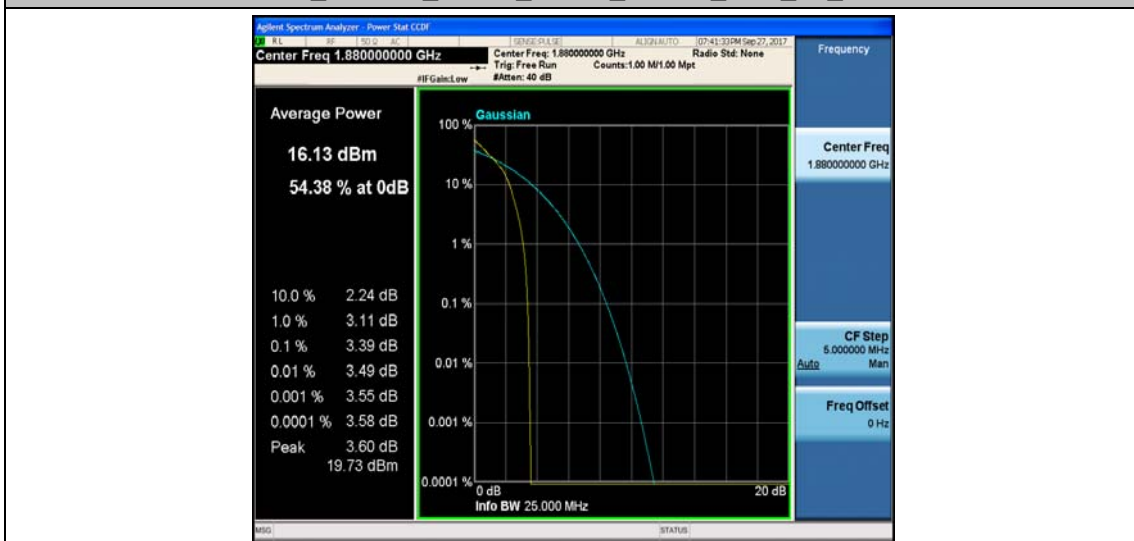 Agilent Spectrum Analyzer - Power Stat CCDF
RL RF 50 Ω AC SENSE:PULSE ALIGN AUTO 07:41:33 PM Sep 27, 2017
Center Freq 1.880000000 GHz
Center Freq: 1.880000000 GHz Radio Std: None
Trig: Free Run Counts:1.00 M/1.00 Mpt
#IFGain:Low #Atten: 40 dB
Frequency
Average Power
16.13 dBm
54.38 % at 0dB
10.0 % 2.24 dB
1.0 % 3.11 dB
0.1 % 3.39 dB
0.01 % 3.49 dB
0.001 % 3.55 dB
0.0001 % 3.58 dB
Peak 3.60 dB
19.73 dBm
Gaussian
100 %
10 %
1 %
0.1 %
0.01 %
0.001 %
0.0001 %
0 dB 20 dB
Info BW 25.000 MHz
Center Freq
1.880000000 GHz
CF Step
5.000000 MHz
Auto Man
Freq Offset
0 Hz
MSG STATUS